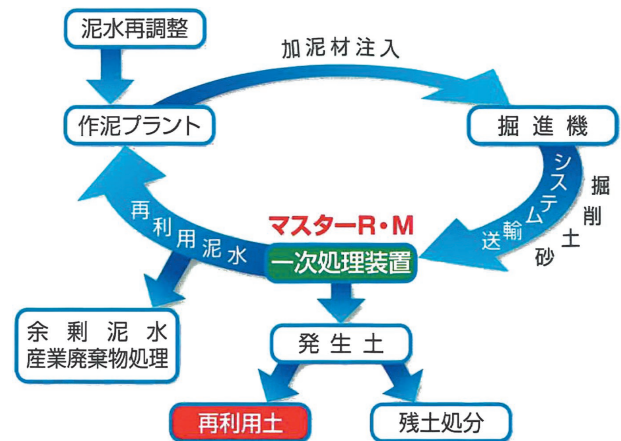 泥水再調整
加泥材注入
作泥プラント
掘進機
システム輸送
掘削土砂
再利用泥水
マスターR・M
一次処理装置
余剰泥水
産業廃棄物処理
発生土
再利用土
残土処分